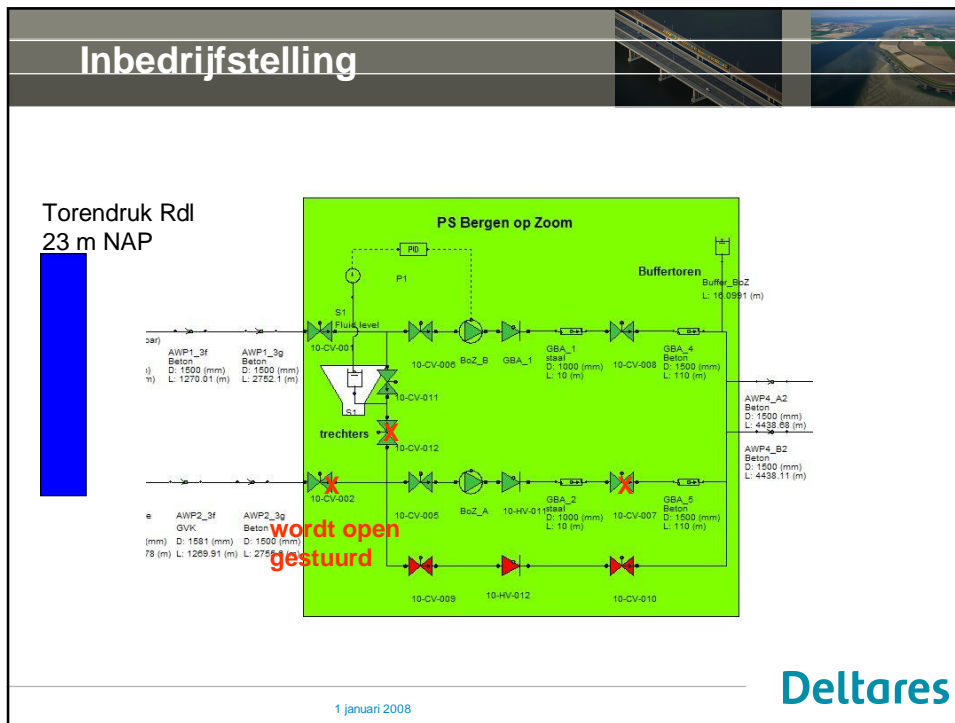 Inbedrijfstelling
Torendruk Rdl
23 m NAP
PS Bergen op Zoom
PID
P1
Buffertoren
Buffer_BoZ
L: 16.0991 (m)
S1
Fluid level
bar)
)
m)
AWP1_3f
Beton
D: 1500 (mm)
L: 1270.01 (m)
AWP1_3g
Beton
D: 1500 (mm)
L: 2752.1 (m)
10-CV-001
10-CV-006
BoZ_B
GBA_1
GBA_1
staal
D: 1000 (mm)
L: 10 (m)
10-CV-008
GBA_4
Beton
D: 1500 (mm)
L: 110 (m)
10-CV-011
S1
trechters
X
10-CV-012
AWP4_A2
Beton
D: 1500 (mm)
L: 4438.68 (m)
AWP4_B2
Beton
D: 1500 (mm)
L: 4438.11 (m)
X
10-CV-002
X
e
(mm)
78 (m)
AWP2_3f
GVK
D: 1581 (mm)
L: 1269.91 (m)
AWP2_3g
Beton
D: 1500 (mm)
wordt open
gestuurd
10-CV-005
BoZ_A
10-HV-011
GBA_2
staal
D: 1000 (mm)
L: 10 (m)
10-CV-007
GBA_5
Beton
D: 1500 (mm)
L: 110 (m)
10-CV-009
10-HV-012
10-CV-010
1 januari 2008
Deltares